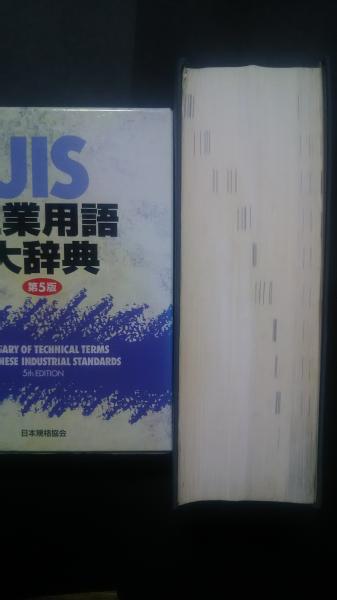 JIS
業用語
大辞典
第5版
SARY OF TECHNICAL TERMS
NESE INDUSTRIAL STANDARDS
5th EDITION
日本規格協会